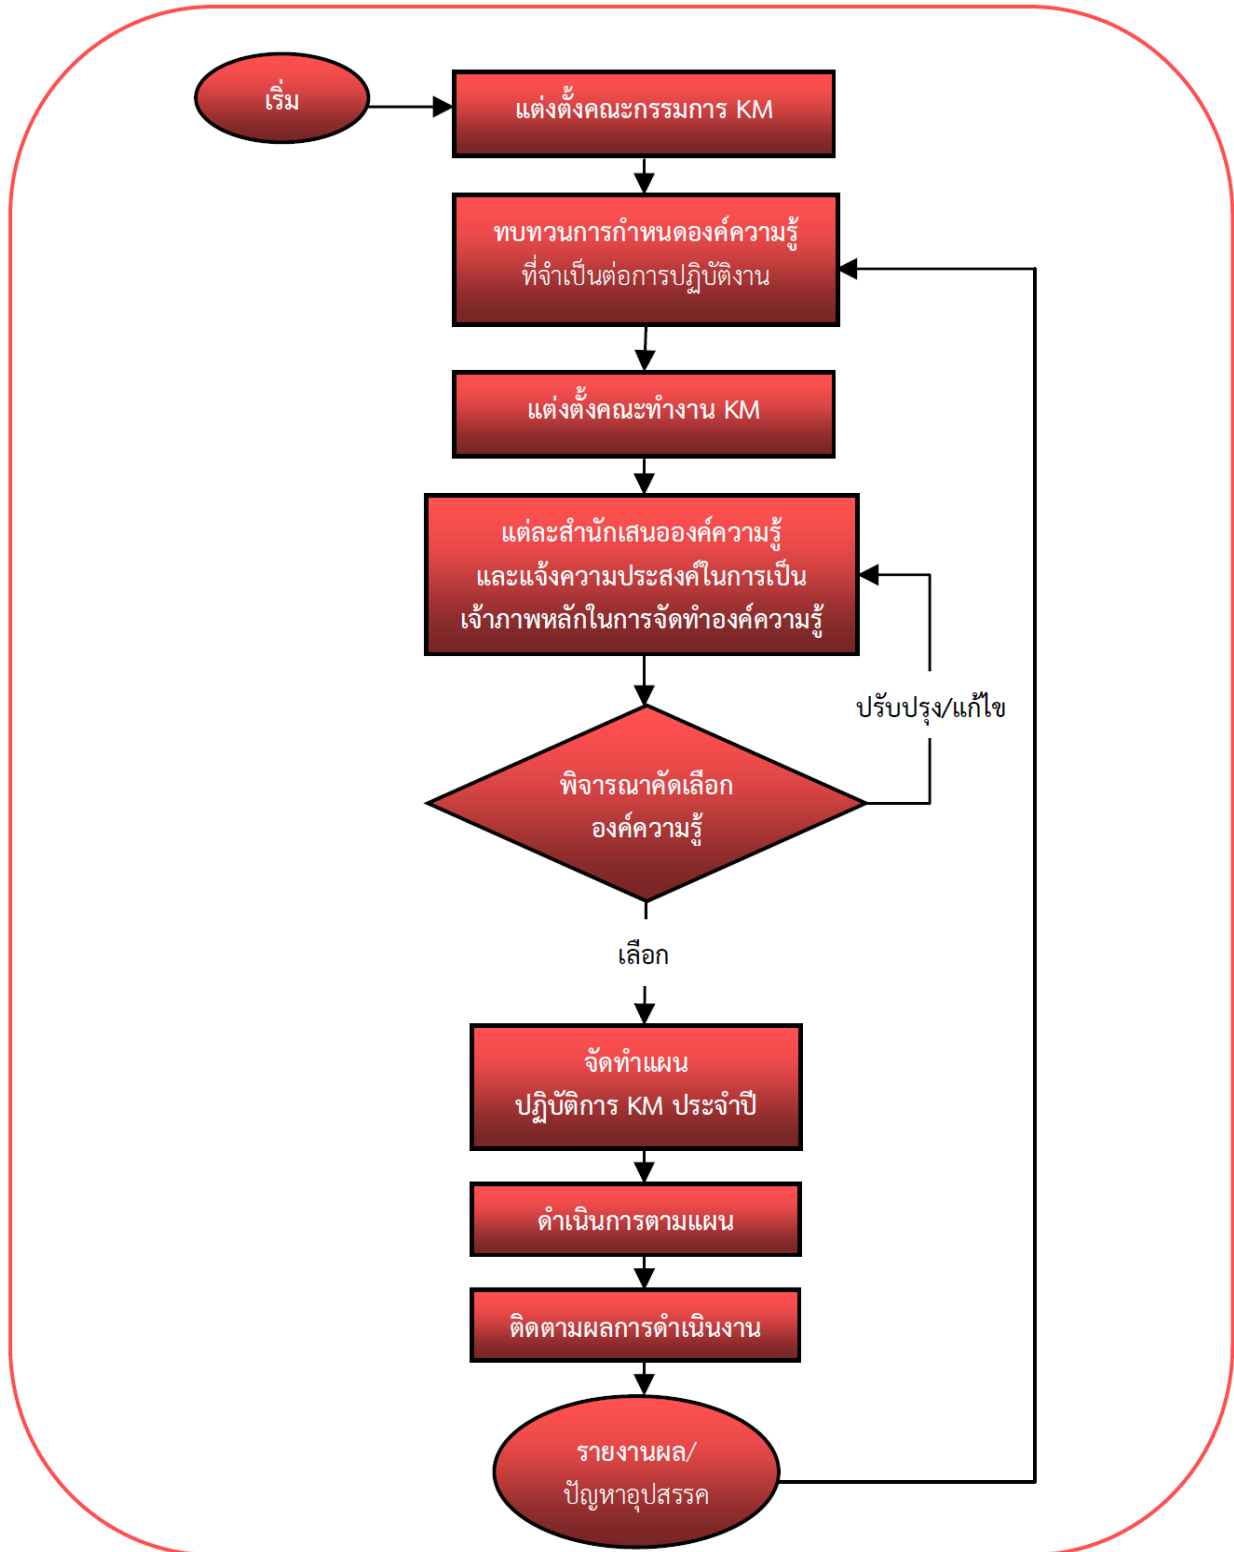 เริ่ม
แต่งตั้งคณะกรรมการ KM
ทบทวนการกำหนดองค์ความรู้
ที่จำเป็นต่อการปฏิบัติงาน
แต่งตั้งคณะทำงาน KM
แต่ละสำนักเสนอองค์ความรู้
และแจ้งความประสงค์ในการเป็น
เจ้าภาพหลักในการจัดทำองค์ความรู้
ปรับปรุง/แก้ไข
พิจารณาคัดเลือก
องค์ความรู้
เลือก
จัดทำแผน
ปฏิบัติการ KM ประจำปี
ดำเนินการตามแผน
ติดตามผลการดำเนินงาน
รายงานผล/
ปัญหาอุปสรรค